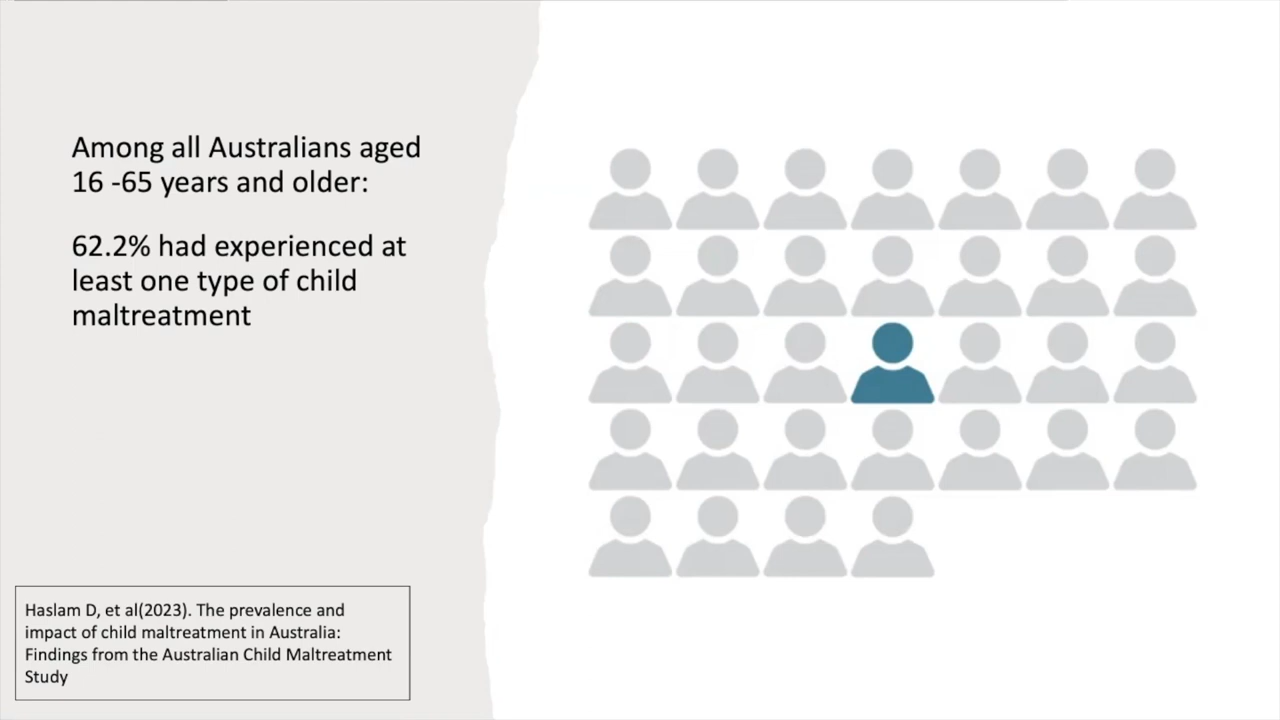 Among all Australians aged
16 -65 years and older:
62.2% had experienced at
least one type of child
maltreatment
Haslam D, et al(2023). The prevalence and
impact of child maltreatment in Australia:
Findings from the Australian Child Maltreatment
Study